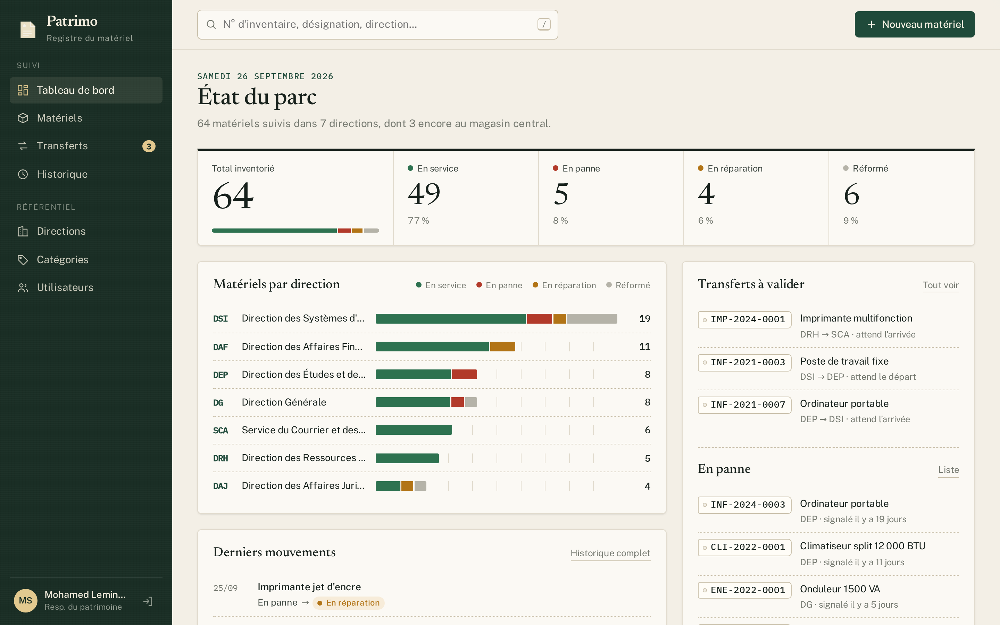 Patrimo
Registre du matériel
SUIVI
Tableau de bord
Matériels
Transferts 3
Historique
RÉFÉRENTIEL
Directions
Catégories
Utilisateurs
MS Mohamed Lemin...
Resp. du patrimoine
N° d'inventaire, désignation, direction... /
+ Nouveau matériel
SAMEDI 26 SEPTEMBRE 2026
État du parc
64 matériels suivis dans 7 directions, dont 3 encore au magasin central.
Total inventorié
64
En service
49
77 %
En panne
5
8 %
En réparation
4
6 %
Réformé
6
9 %
Matériels par direction
En service En panne En réparation Réformé
DSI Direction des Systèmes d'... 19
DAF Direction des Affaires Fin... 11
DEP Direction des Études et de... 8
DG Direction Générale 8
SCA Service du Courrier et des... 6
DRH Direction des Ressources ... 5
DAJ Direction des Affaires Juri... 4
Derniers mouvements Historique complet
25/09 Imprimante jet d'encre
En panne → En réparation
Transferts à valider Tout voir
IMP-2024-0001 Imprimante multifonction
DRH → SCA · attend l'arrivée
INF-2021-0003 Poste de travail fixe
DSI → DEP · attend le départ
INF-2021-0007 Ordinateur portable
DEP → DSI · attend l'arrivée
En panne Liste
INF-2024-0003 Ordinateur portable
DEP · signalé il y a 19 jours
CLI-2022-0001 Climatiseur split 12 000 BTU
DEP · signalé il y a 11 jours
ENE-2022-0001 Onduleur 1500 VA
DG · signalé il y a 5 jours